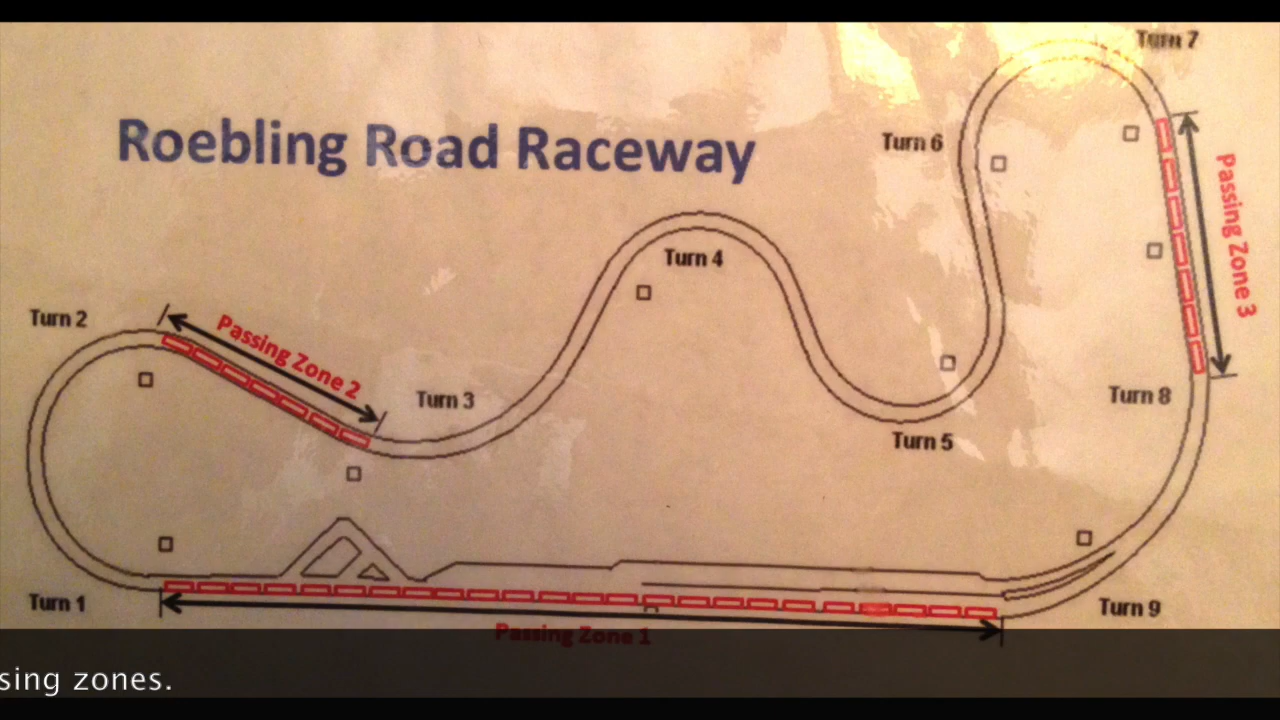 Roebling Road Raceway
Turn 7
Turn 6
Passing Zone 3
Turn 4
Turn 2
Passing Zone 2
Turn 3
Turn 8
Turn 5
Turn 1
Turn 9
Passing Zone 1
sing zones.